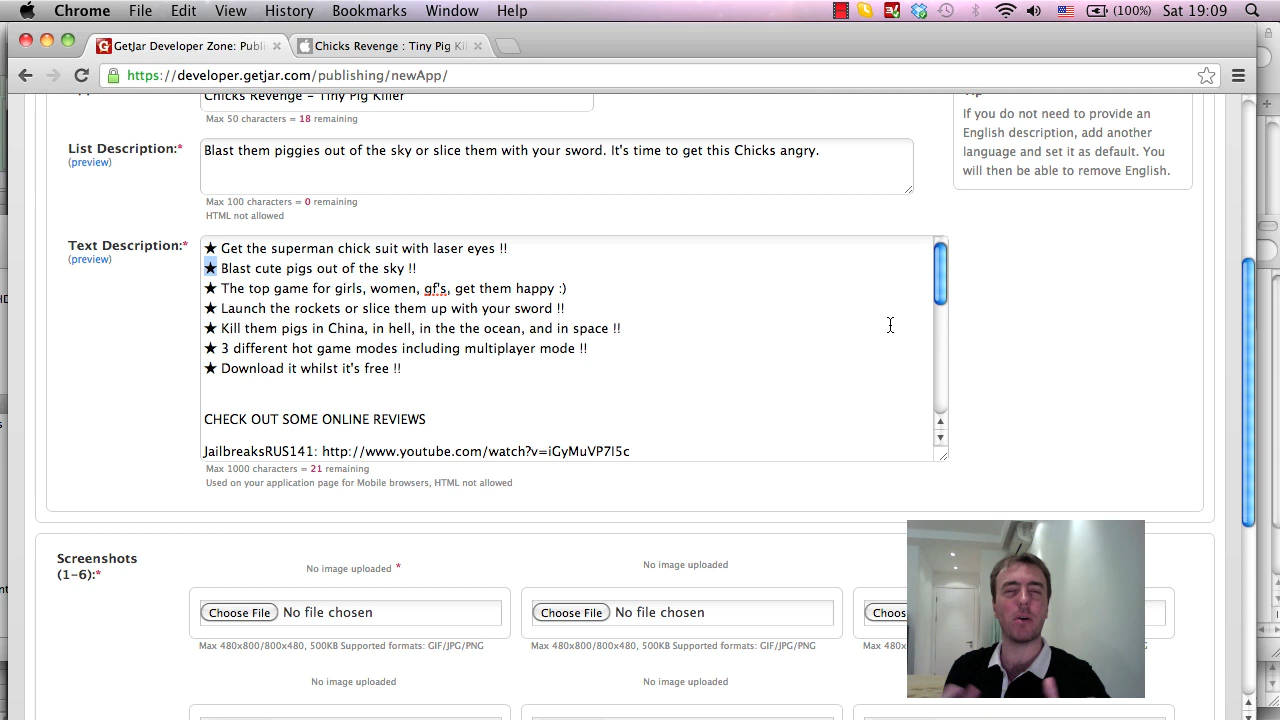 Chrome File Edit View History Bookmarks Window Help (100%) Sat 19:09
GetJar Developer Zone: Publi Chicks Revenge : Tiny Pig Kil
https://developer.getjar.com/publishing/newApp/
Chicks Revenge – Tiny Pig Killer
Max 50 characters = 18 remaining
If you do not need to provide an
English description, add another
language and set it as default. You
will then be able to remove English.
List Description:*
(preview)
Blast them piggies out of the sky or slice them with your sword. It's time to get this Chicks angry.
Max 100 characters = 0 remaining
HTML not allowed
Text Description:*
(preview)
★ Get the superman chick suit with laser eyes !!
★ Blast cute pigs out of the sky !!
★ The top game for girls, women, gf's, get them happy :)
★ Launch the rockets or slice them up with your sword !!
★ Kill them pigs in China, in hell, in the the ocean, and in space !!
★ 3 different hot game modes including multiplayer mode !!
★ Download it whilst it's free !!
CHECK OUT SOME ONLINE REVIEWS
JailbreaksRUS141: http://www.youtube.com/watch?v=iGyMuVP7l5c
Max 1000 characters = 21 remaining
Used on your application page for Mobile browsers, HTML not allowed
Screenshots
(1-6):*
No image uploaded * No image uploaded
Choose File No file chosen Choose File No file chosen Choos
Max 480x800/800x480, 500KB Supported formats: GIF/JPG/PNG Max 480x800/800x480, 500KB Supported formats: GIF/JPG/PNG Max
No image uploaded No image uploaded